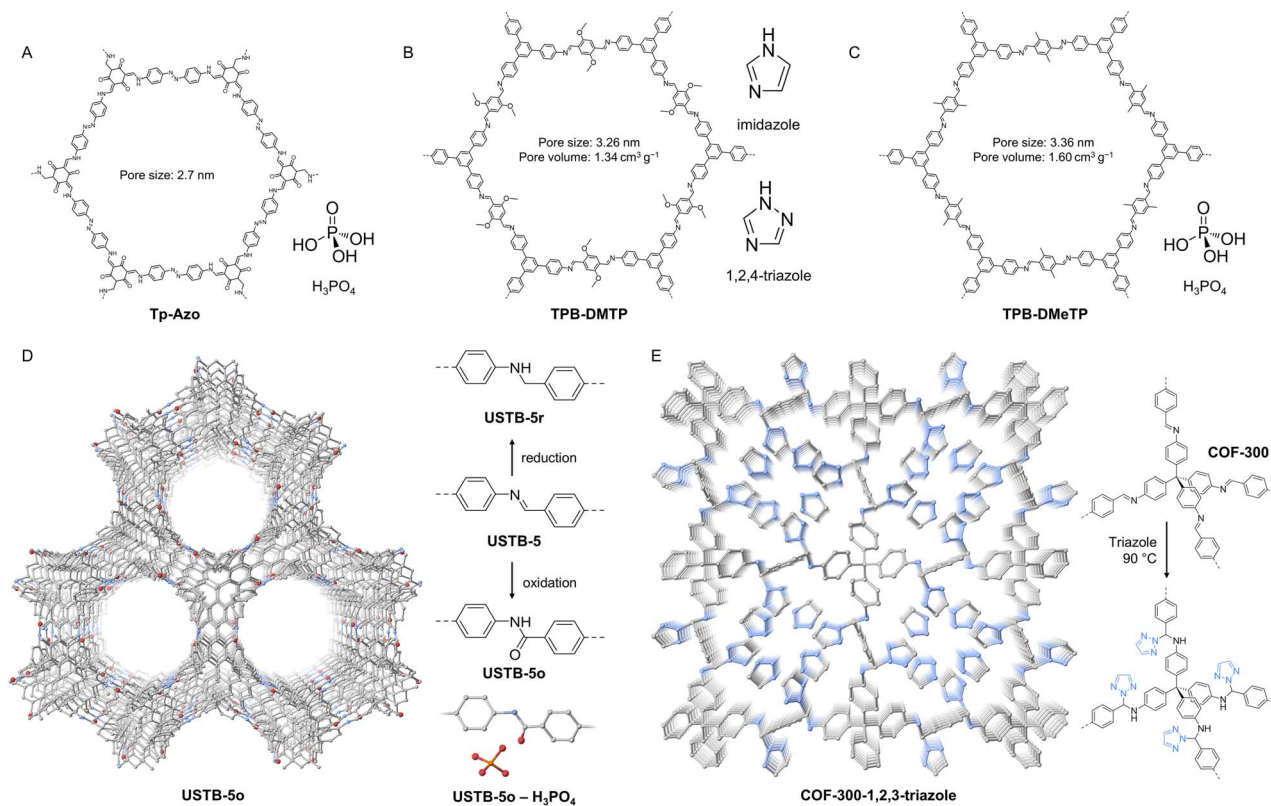 A
Pore size: 2.7 nm
H₃PO₄
Tp-Azo
B
Pore size: 3.26 nm
Pore volume: 1.34 cm³ g⁻¹
imidazole
1,2,4-triazole
TPB-DMTP
C
Pore size: 3.36 nm
Pore volume: 1.60 cm³ g⁻¹
H₃PO₄
TPB-DMeTP
D
USTB-5r
reduction
USTB-5
oxidation
USTB-5o
USTB-5o
USTB-5o – H₃PO₄
E
COF-300
Triazole
90 °C
COF-300-1,2,3-triazole